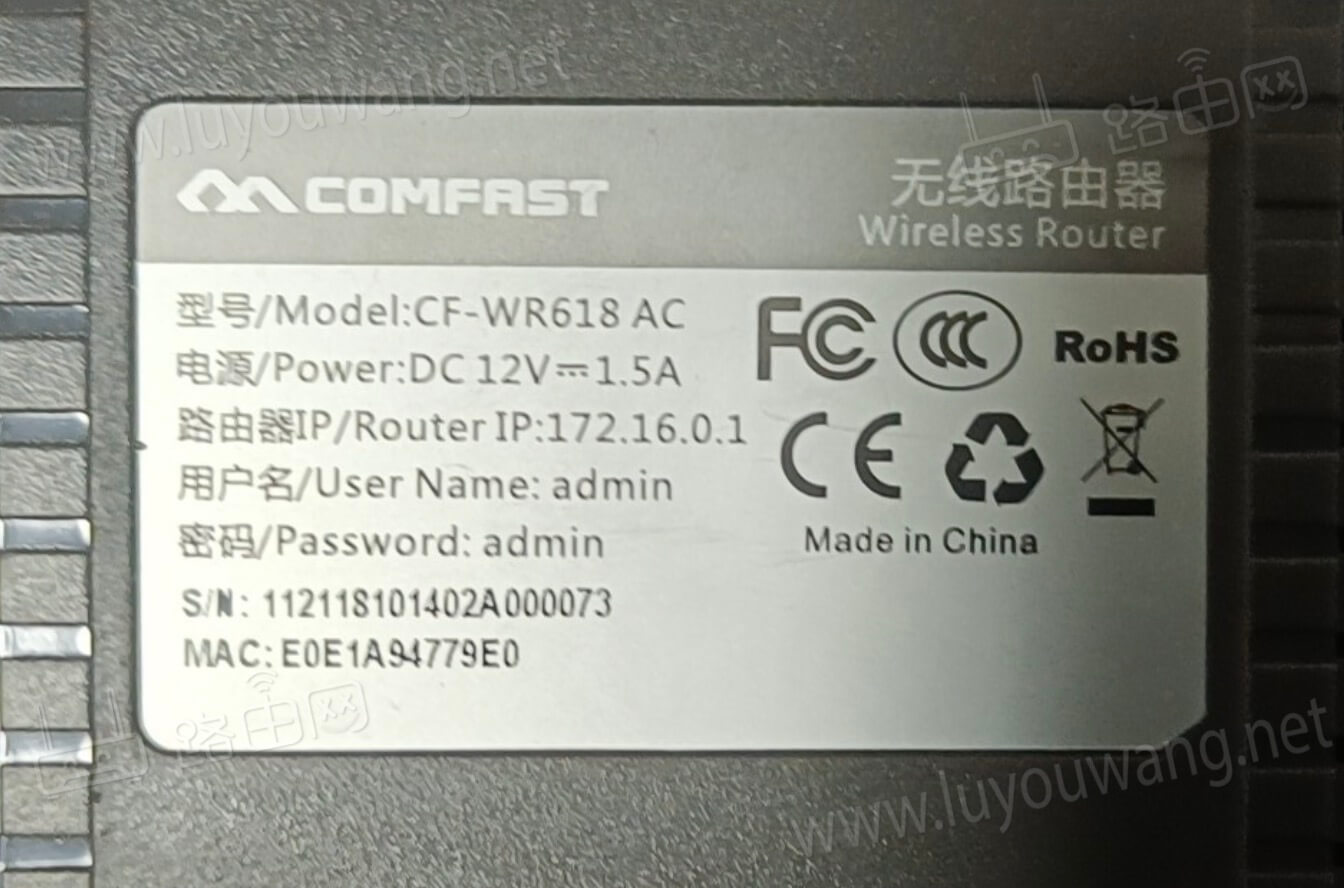 www.luyouwang.net
路由网
COMFAST
无线路由器
Wireless Router
型号/Model:CF-WR618 AC
电源/Power:DC 12V⎓1.5A
路由器IP/Router IP:172.16.0.1
用户名/User Name: admin
密码/Password: admin
S/N: 112118101402A000073
MAC: E0E1A94779E0
FC CCC RoHS
CE
Made in China
路由网
www.luyouwang.net